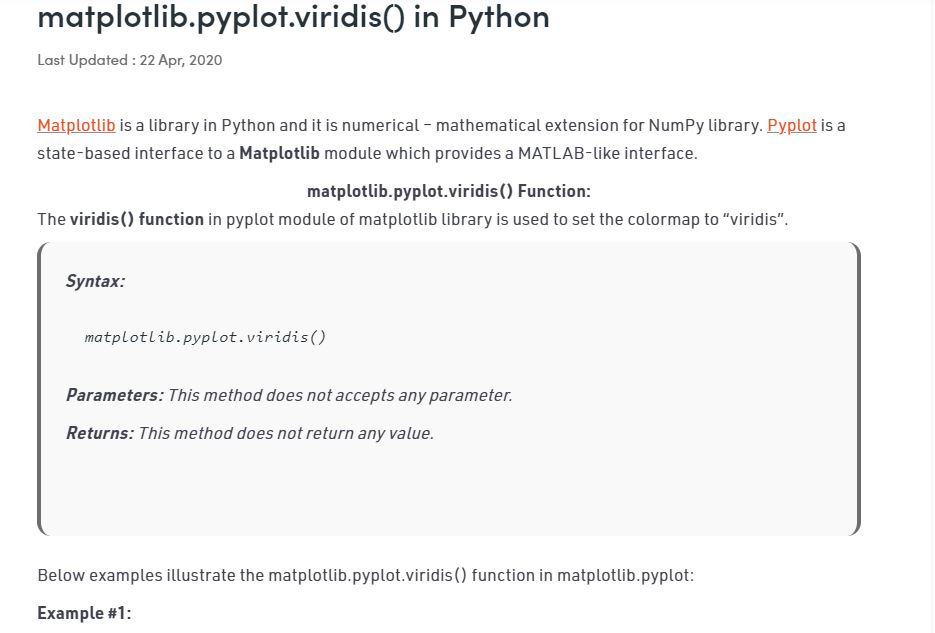 matplotlib.pyplot.viridis() in Python
Last Updated : 22 Apr, 2020
Matplotlib is a library in Python and it is numerical – mathematical extension for NumPy library. Pyplot is a
state-based interface to a Matplotlib module which provides a MATLAB-like interface.
matplotlib.pyplot.viridis() Function:
The viridis() function in pyplot module of matplotlib library is used to set the colormap to “viridis”.
Syntax:
matplotlib.pyplot.viridis()
Parameters: This method does not accepts any parameter.
Returns: This method does not return any value.
Below examples illustrate the matplotlib.pyplot.viridis() function in matplotlib.pyplot:
Example #1: